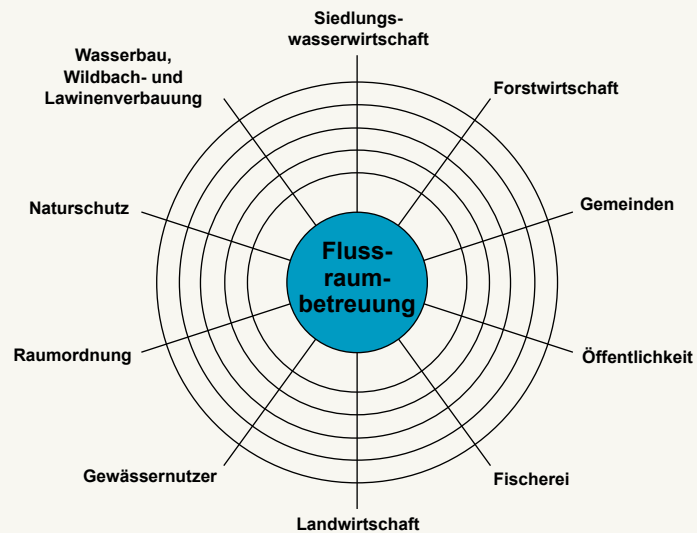 Siedlungs-
wasserwirtschaft
Wasserbau,
Wildbach- und
Lawinenverbauung
Forstwirtschaft
Naturschutz
Gemeinden
Fluss-
raum-
betreuung
Raumordnung
Öffentlichkeit
Gewässernutzer
Fischerei
Landwirtschaft